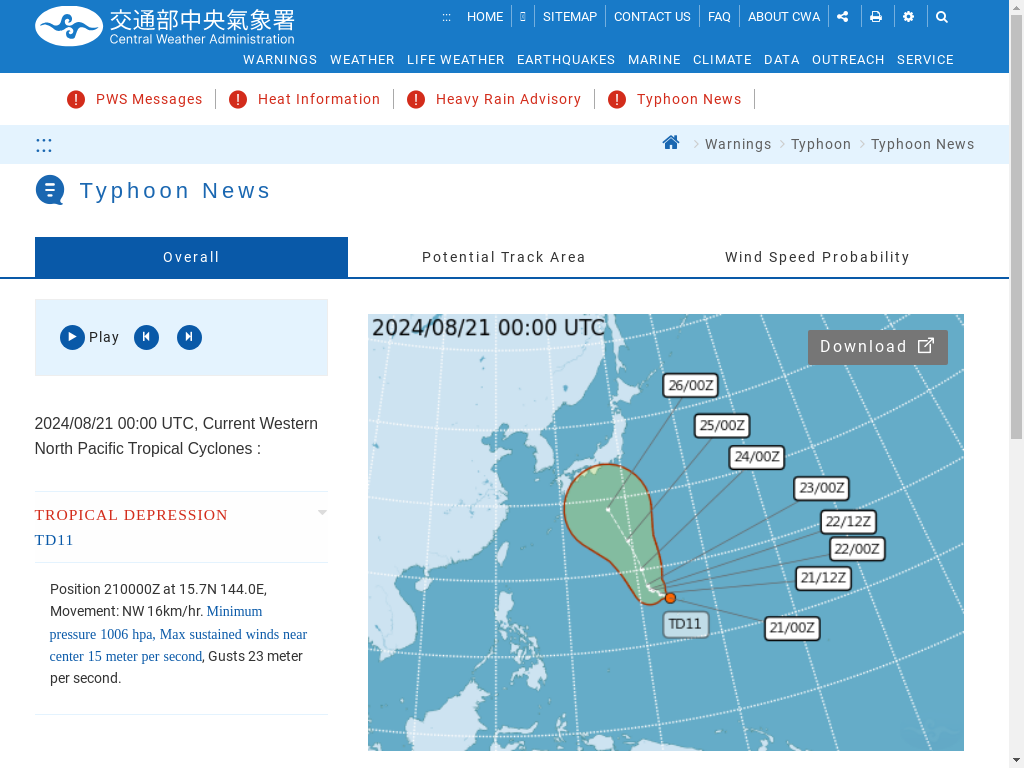 交通部中央氣象署
Central Weather Administration
::: HOME SITEMAP CONTACT US FAQ ABOUT CWA
WARNINGS WEATHER LIFE WEATHER EARTHQUAKES MARINE CLIMATE DATA OUTREACH SERVICE
PWS Messages Heat Information Heavy Rain Advisory Typhoon News
::: Warnings Typhoon Typhoon News
Typhoon News
Overall Potential Track Area Wind Speed Probability
Play
2024/08/21 00:00 UTC, Current Western
North Pacific Tropical Cyclones :
TROPICAL DEPRESSION
TD11
Position 210000Z at 15.7N 144.0E,
Movement: NW 16km/hr. Minimum
pressure 1006 hpa, Max sustained winds near
center 15 meter per second, Gusts 23 meter
per second.
2024/08/21 00:00 UTC
Download
26/00Z
25/00Z
24/00Z
23/00Z
22/12Z
22/00Z
21/12Z
TD11
21/00Z